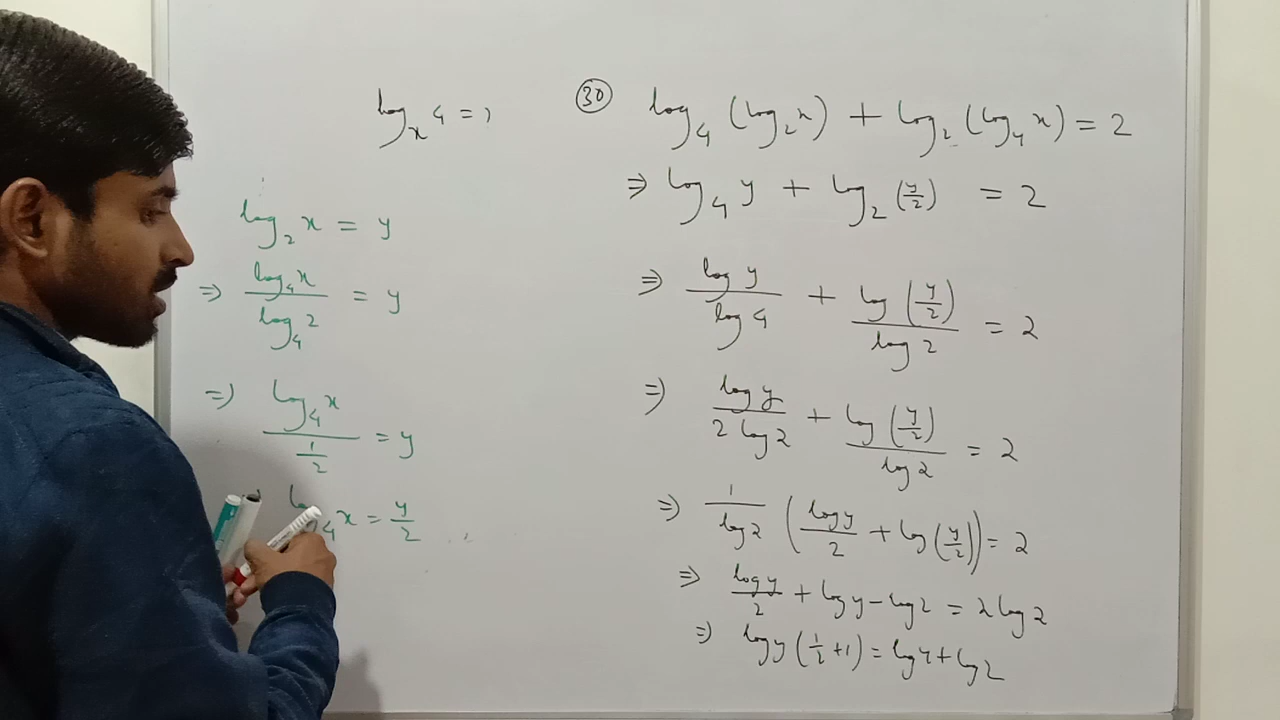 log_x 4 =
log_2 x = y
⇒ log_4 x / log_4 2 = y
⇒ log_4 x / (1/2) = y
log_4 x = y/2
30 log_4 (log_2 x) + log_2 (log_4 x) = 2
⇒ log_4 y + log_2 (y/2) = 2
⇒ log y / log 4 + log (y/2) / log 2 = 2
⇒ log y / 2 log 2 + log (y/2) / log 2 = 2
⇒ 1 / log 2 (log y / 2 + log (y/2)) = 2
⇒ log y / 2 + log y - log 2 = 2 log 2
⇒ log y (1/2 + 1) = log 4 + log 2